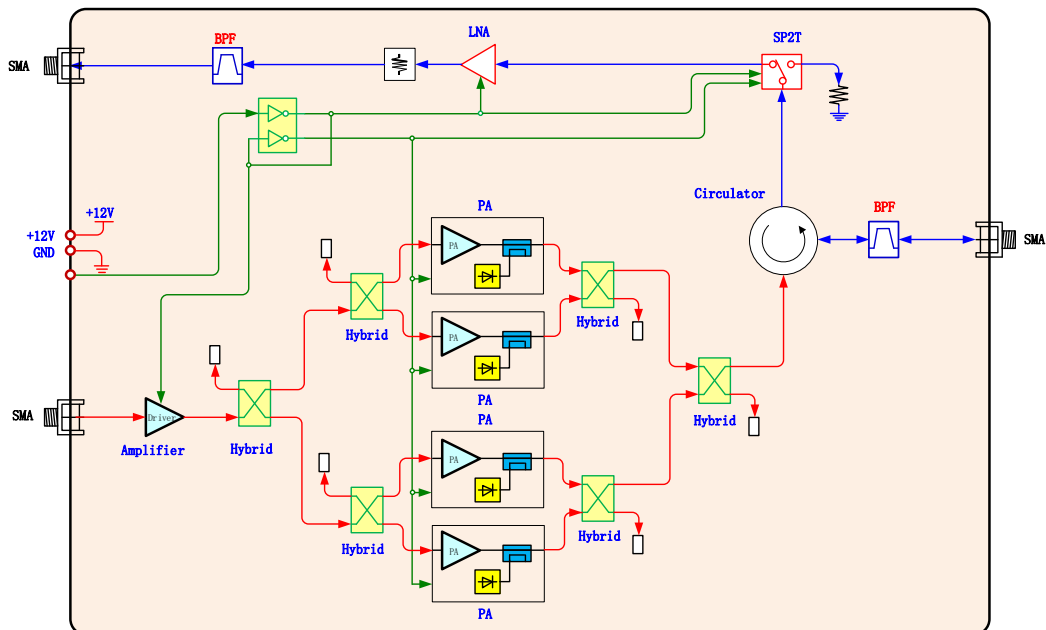 BPF
LNA
SP2T
SMA
Circulator
PA
+12V
BPF
+12V
GND
SMA
PA
Hybrid
Hybrid
PA
PA
PA
Hybrid
SMA
Driver
Amplifier
Hybrid
PA
Hybrid
Hybrid
Hybrid
PA
PA